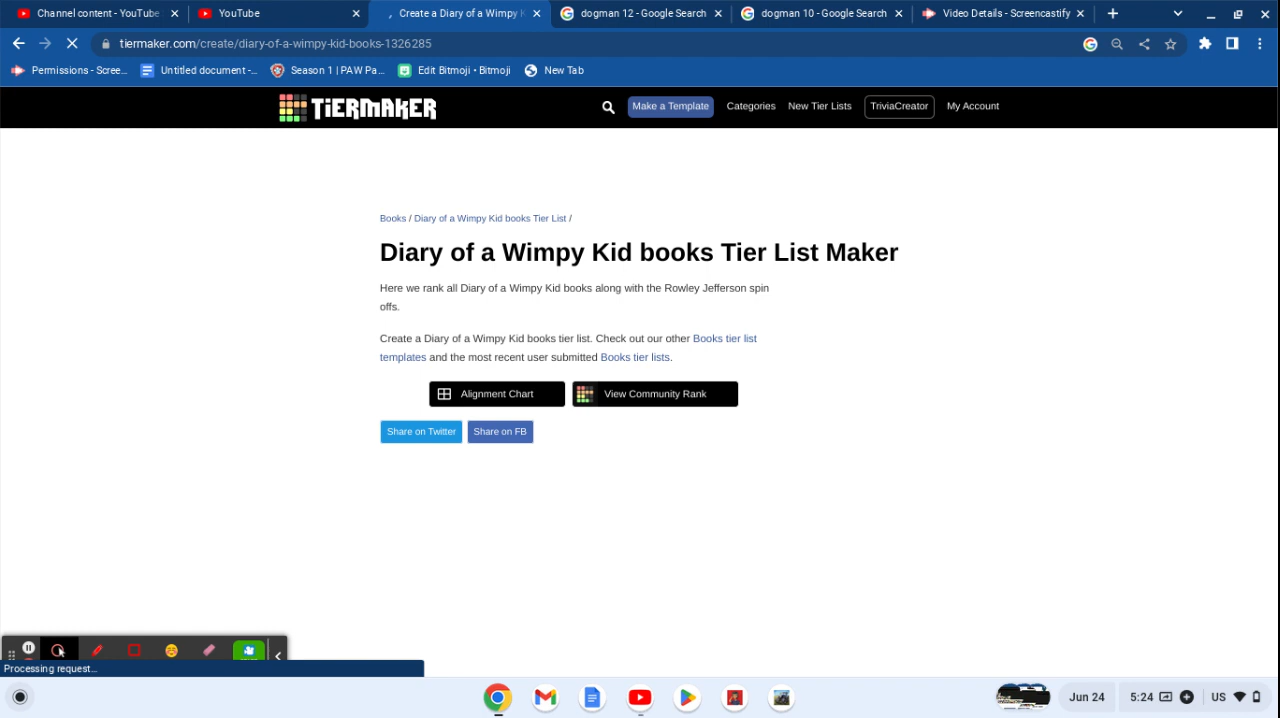 Channel content - YouTube
YouTube
Create a Diary of a Wimpy K
dogman 12 - Google Search
dogman 10 - Google Search
Video Details - Screencastify
tiermaker.com/create/diary-of-a-wimpy-kid-books-1326285
Permissions - Scree...
Untitled document -...
Season 1 | PAW Pa...
Edit Bitmoji • Bitmoji
New Tab
TiERMAKER
Make a Template
Categories
New Tier Lists
TriviaCreator
My Account
Books / Diary of a Wimpy Kid books Tier List /
Diary of a Wimpy Kid books Tier List Maker
Here we rank all Diary of a Wimpy Kid books along with the Rowley Jefferson spin
offs.
Create a Diary of a Wimpy Kid books tier list. Check out our other Books tier list
templates and the most recent user submitted Books tier lists.
Alignment Chart
View Community Rank
Share on Twitter
Share on FB
Processing request...
Jun 24
5:24
US